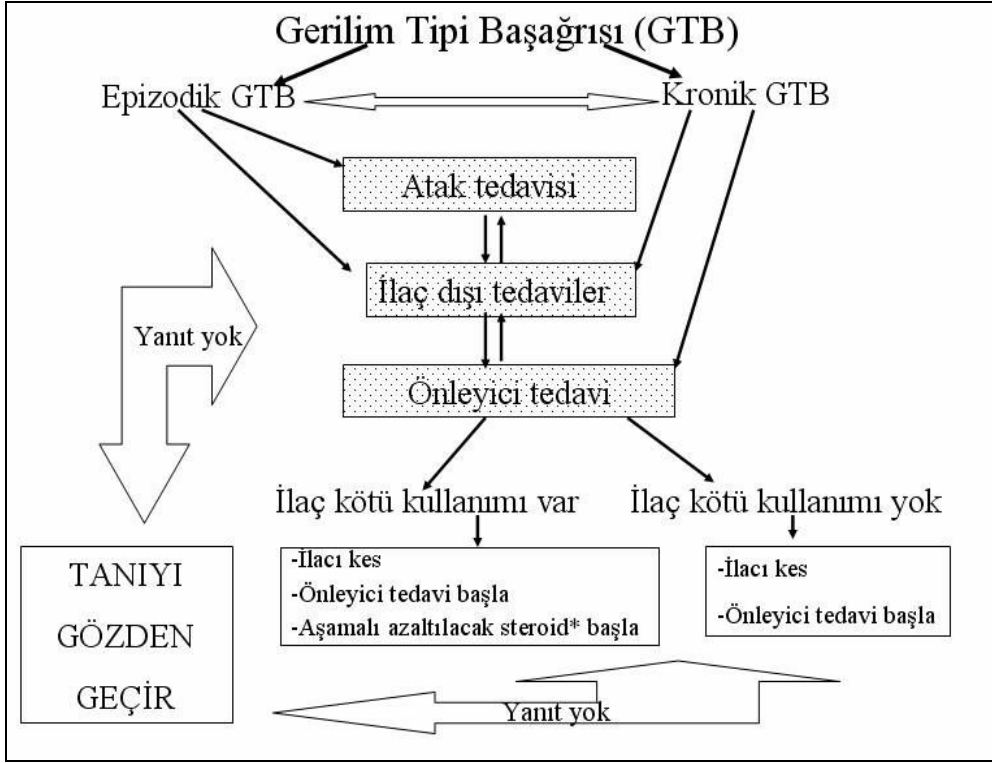 Gerilim Tipi Başağrısı (GTB)
Epizodik GTB
Kronik GTB
Atak tedavisi
İlaç dışı tedaviler
Yanıt yok
Önleyici tedavi
İlaç kötü kullanımı var
İlaç kötü kullanımı yok
-İlacı kes
-Önleyici tedavi başla
-Aşamalı azaltılacak steroid* başla
-İlacı kes
-Önleyici tedavi başla
TANIYI
GÖZDEN
GEÇİR
Yanıt yok